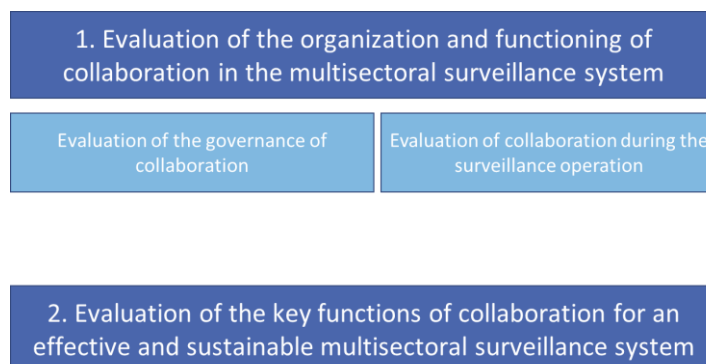 1. Evaluation of the organization and functioning of
collaboration in the multisectoral surveillance system
Evaluation of the governance of
collaboration
Evaluation of collaboration during the
surveillance operation
2. Evaluation of the key functions of collaboration for an
effective and sustainable multisectoral surveillance system